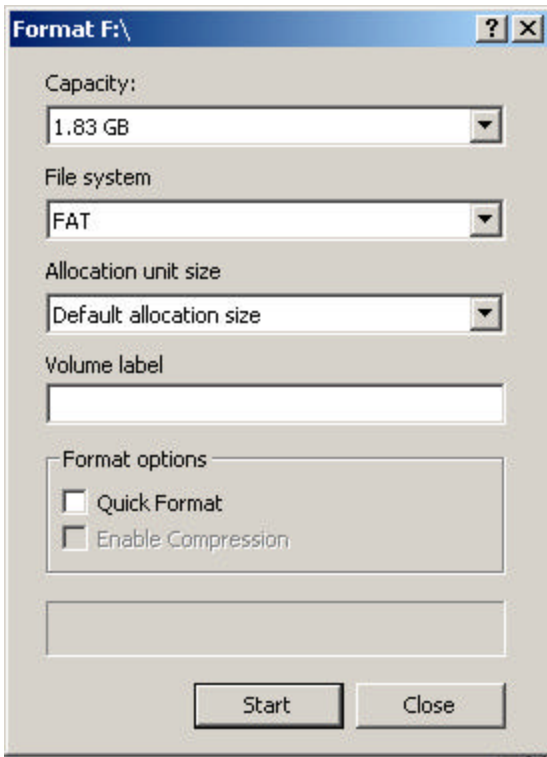 Format F:\
Capacity:
1.83 GB
File system
FAT
Allocation unit size
Default allocation size
Volume label
Format options
Quick Format
Enable Compression
Start
Close